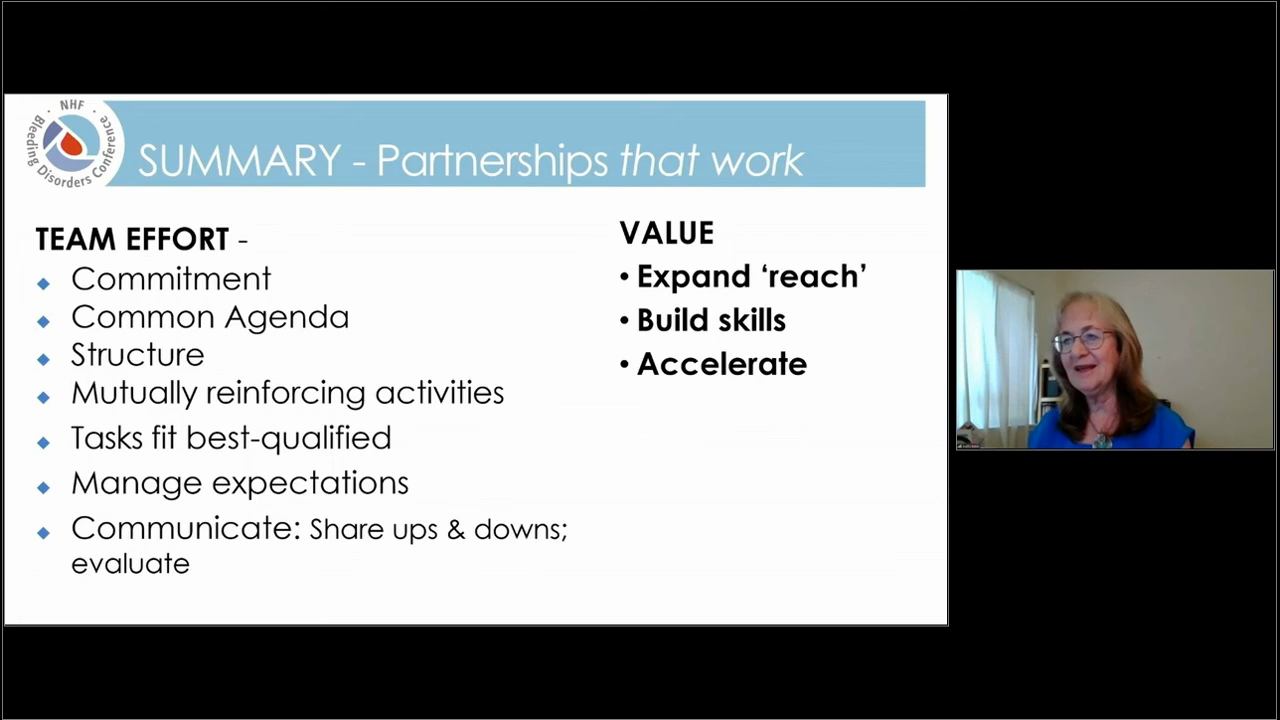 · NHF ·
Bleeding Disorders Conference
SUMMARY - Partnerships that work
TEAM EFFORT -
Commitment
Common Agenda
Structure
Mutually reinforcing activities
Tasks fit best-qualified
Manage expectations
Communicate: Share ups & downs;
evaluate
VALUE
• Expand ‘reach’
• Build skills
• Accelerate